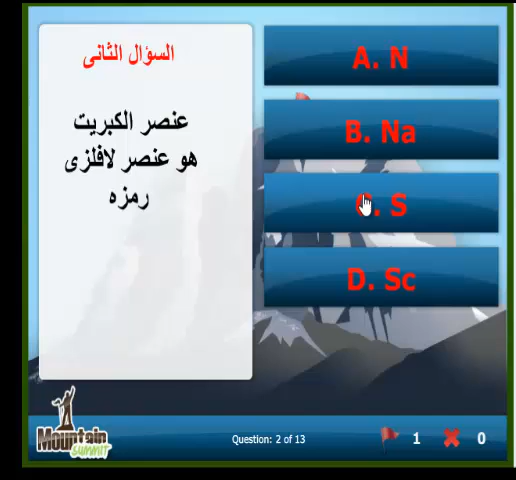 السؤال الثانى
عنصر الكبريت
هو عنصر لافلزى
رمزه
A. N
B. Na
C. S
D. Sc
Mountain
SUMMIT
Question: 2 of 13
1
0